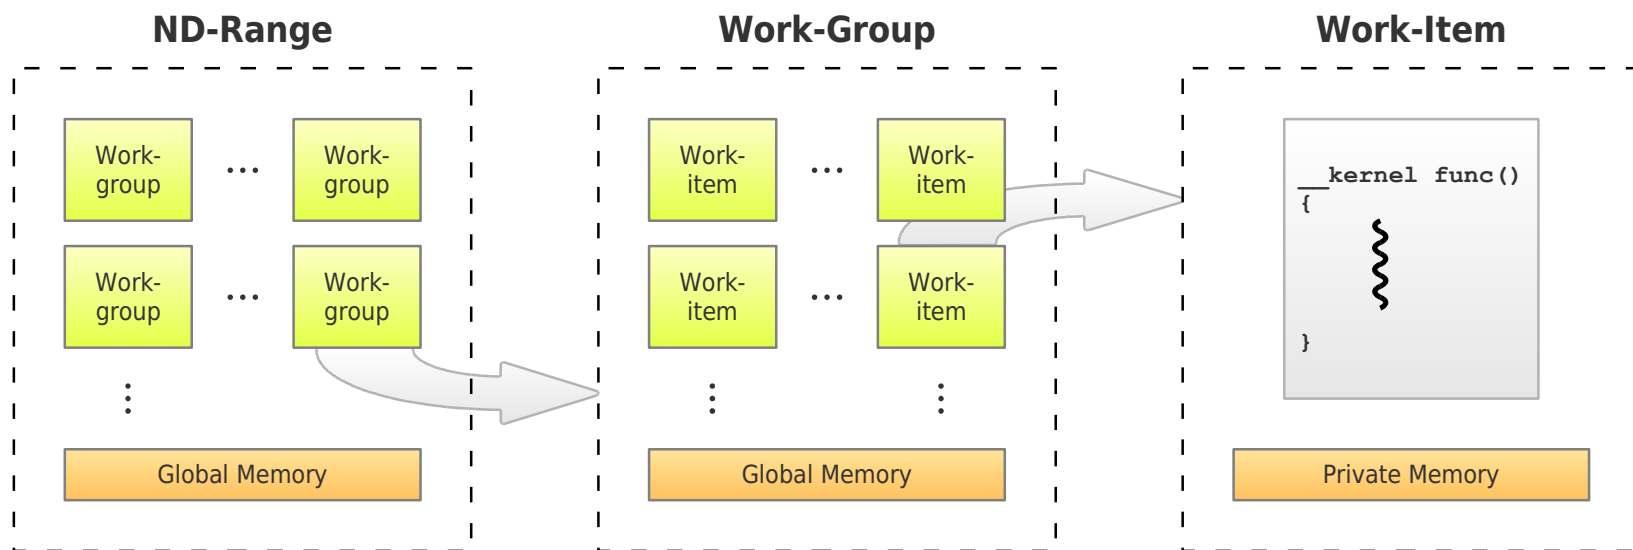 ND-Range
Work-Group
Work-Item
Work-
group
...
Work-
group
Work-
group
...
Work-
group
Global Memory
Work-
item
...
Work-
item
Work-
item
...
Work-
item
Global Memory
__kernel func()
{
}
Private Memory